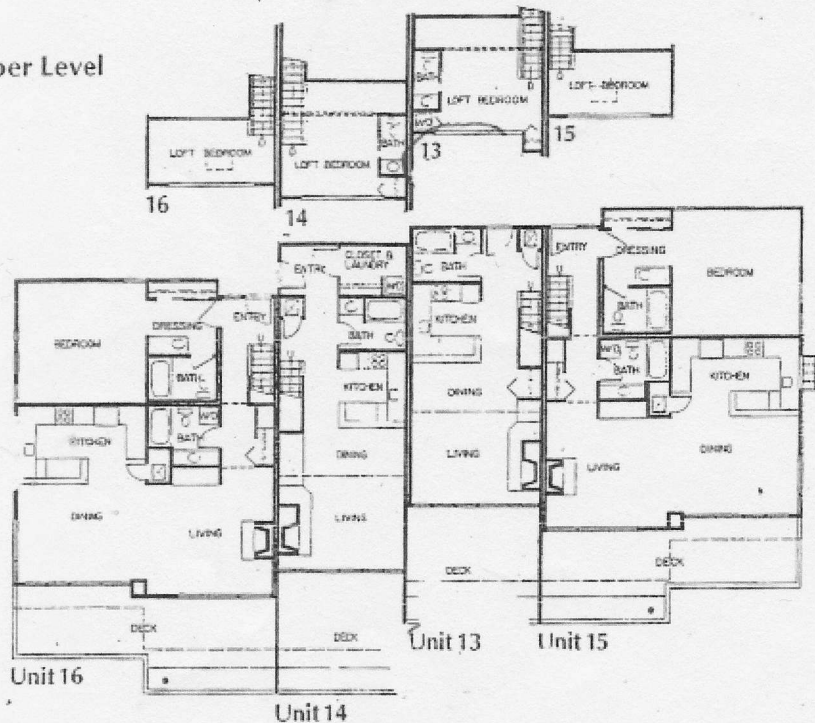 per Level
BATH
LOFT BEDROOM
LOFT BEDROOM
W/D
13
15
LOFT BEDROOM
BATH
LOFT BEDROOM
16
14
ENTRY
DRESSING
BEDROOM
BATH
CLOSET &
LAUNDRY
ENTRY
W/D
BATH
BATH
KITCHEN
BEDROOM
DRESSING
ENTRY
BATH
BATH
KITCHEN
W/D
BATH
KITCHEN
DINING
LIVING
DINING
LIVING
KITCHEN
W/D
BATH
DINING
LIVING
DINING
LIVING
DECK
DECK
DECK
DECK
Unit 13
Unit 15
Unit 16
Unit 14